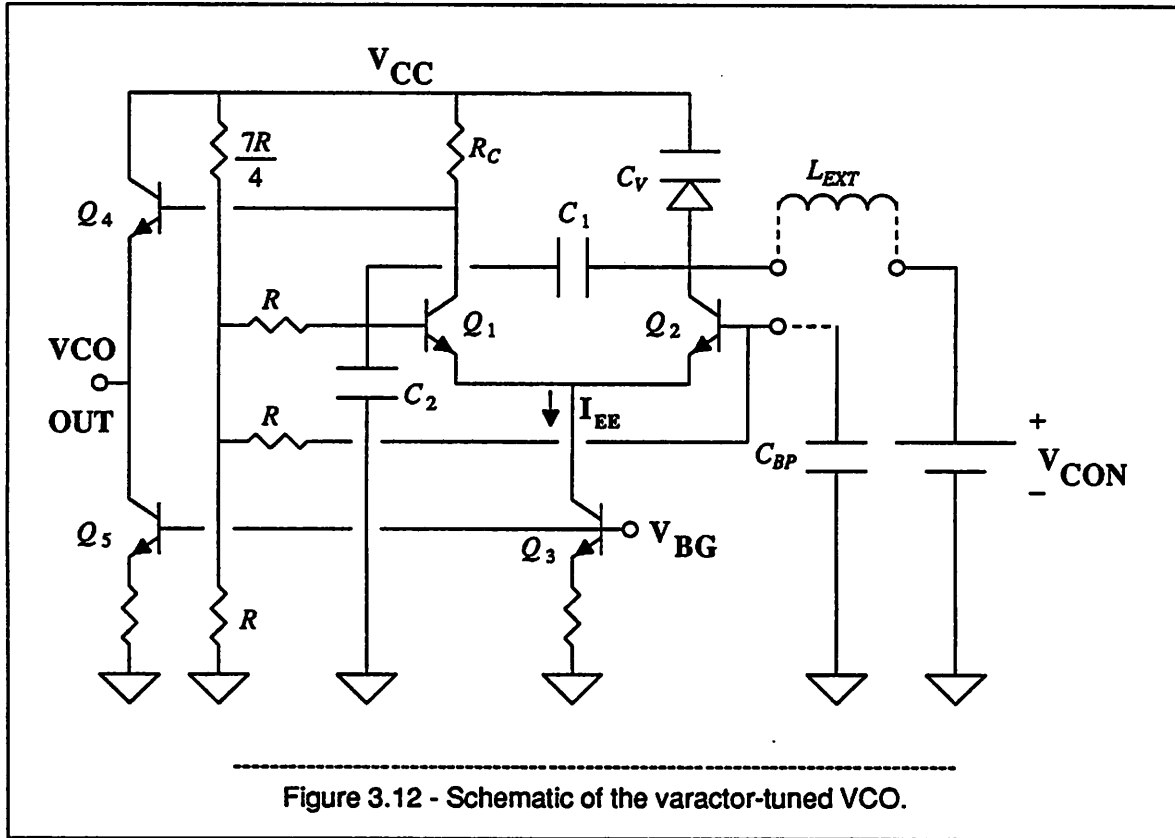 V_CC
7R/4
R_C
C_V
L_EXT
Q_4
C_1
R
Q_1
Q_2
VCO
OUT
C_2
I_EE
R
C_BP
+
V_CON
−
Q_5
Q_3
V_BG
R
Figure 3.12 - Schematic of the varactor-tuned VCO.